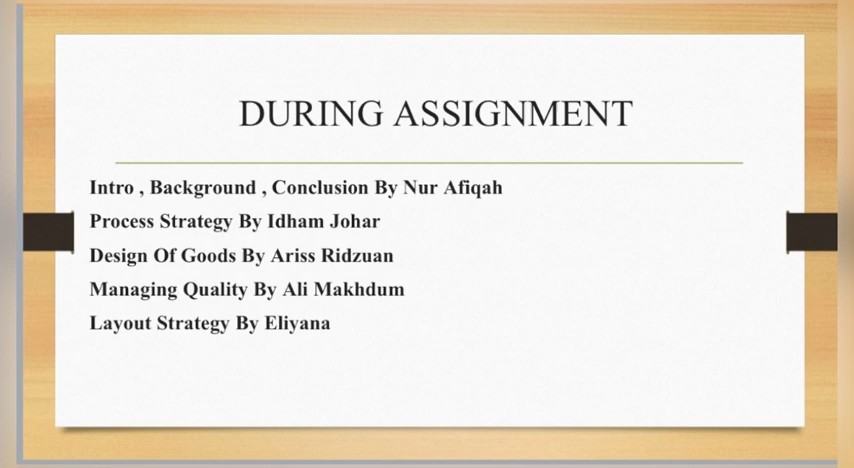 DURING ASSIGNMENT
Intro , Background , Conclusion By Nur Afiqah
Process Strategy By Idham Johar
Design Of Goods By Ariss Ridzuan
Managing Quality By Ali Makhdum
Layout Strategy By Eliyana